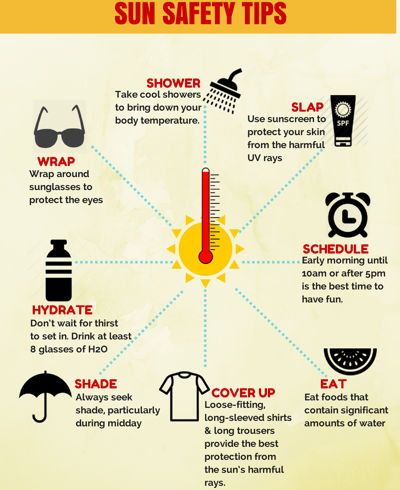 SUN SAFETY TIPS
SHOWER
Take cool showers
to bring down your
body temperature.
SLAP
Use sunscreen to
protect your skin
from the harmful
UV rays
SPF
WRAP
Wrap around
sunglasses to
protect the eyes
SCHEDULE
Early morning until
10am or after 5pm
is the best time to
have fun.
HYDRATE
Don't wait for thirst
to set in. Drink at least
8 glasses of H2O
SHADE
Always seek
shade, particularly
during midday
COVER UP
Loose-fitting,
long-sleeved shirts
& long trousers
provide the best
protection from
the sun's harmful
rays.
EAT
Eat foods that
contain significant
amounts of water